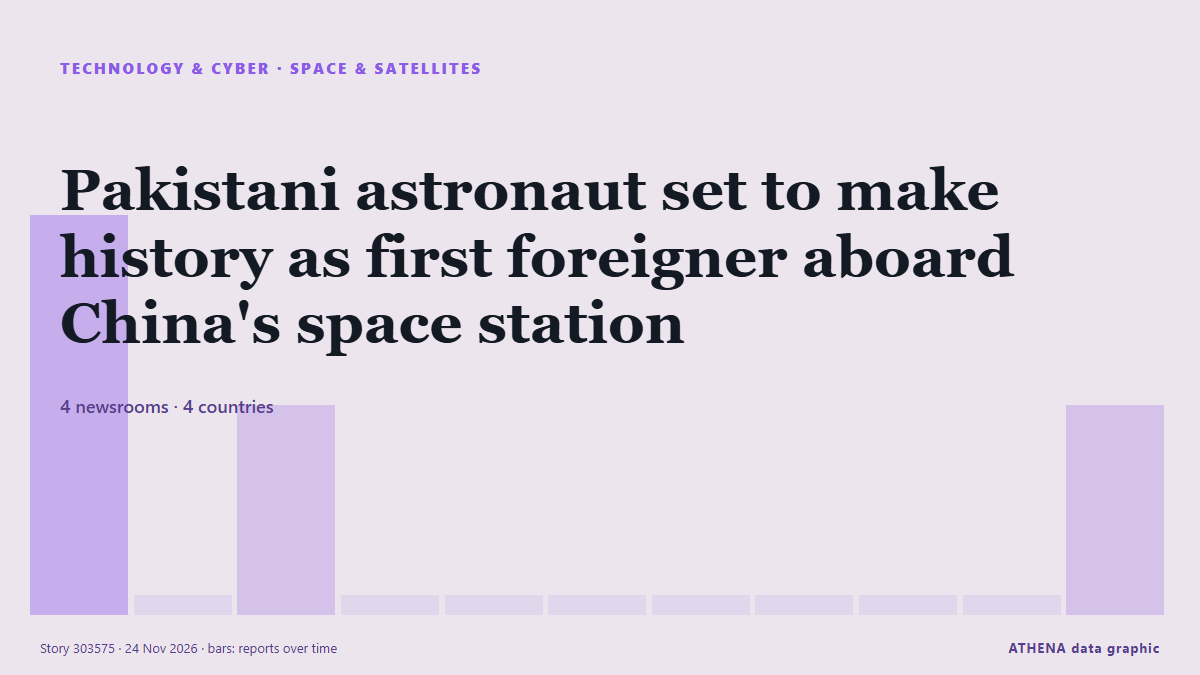 TECHNOLOGY & CYBER · SPACE & SATELLITES
Pakistani astronaut set to make
history as first foreigner aboard
China's space station
4 newsrooms · 4 countries
Story 303575 · 24 Nov 2026 · bars: reports over time
ATHENA data graphic